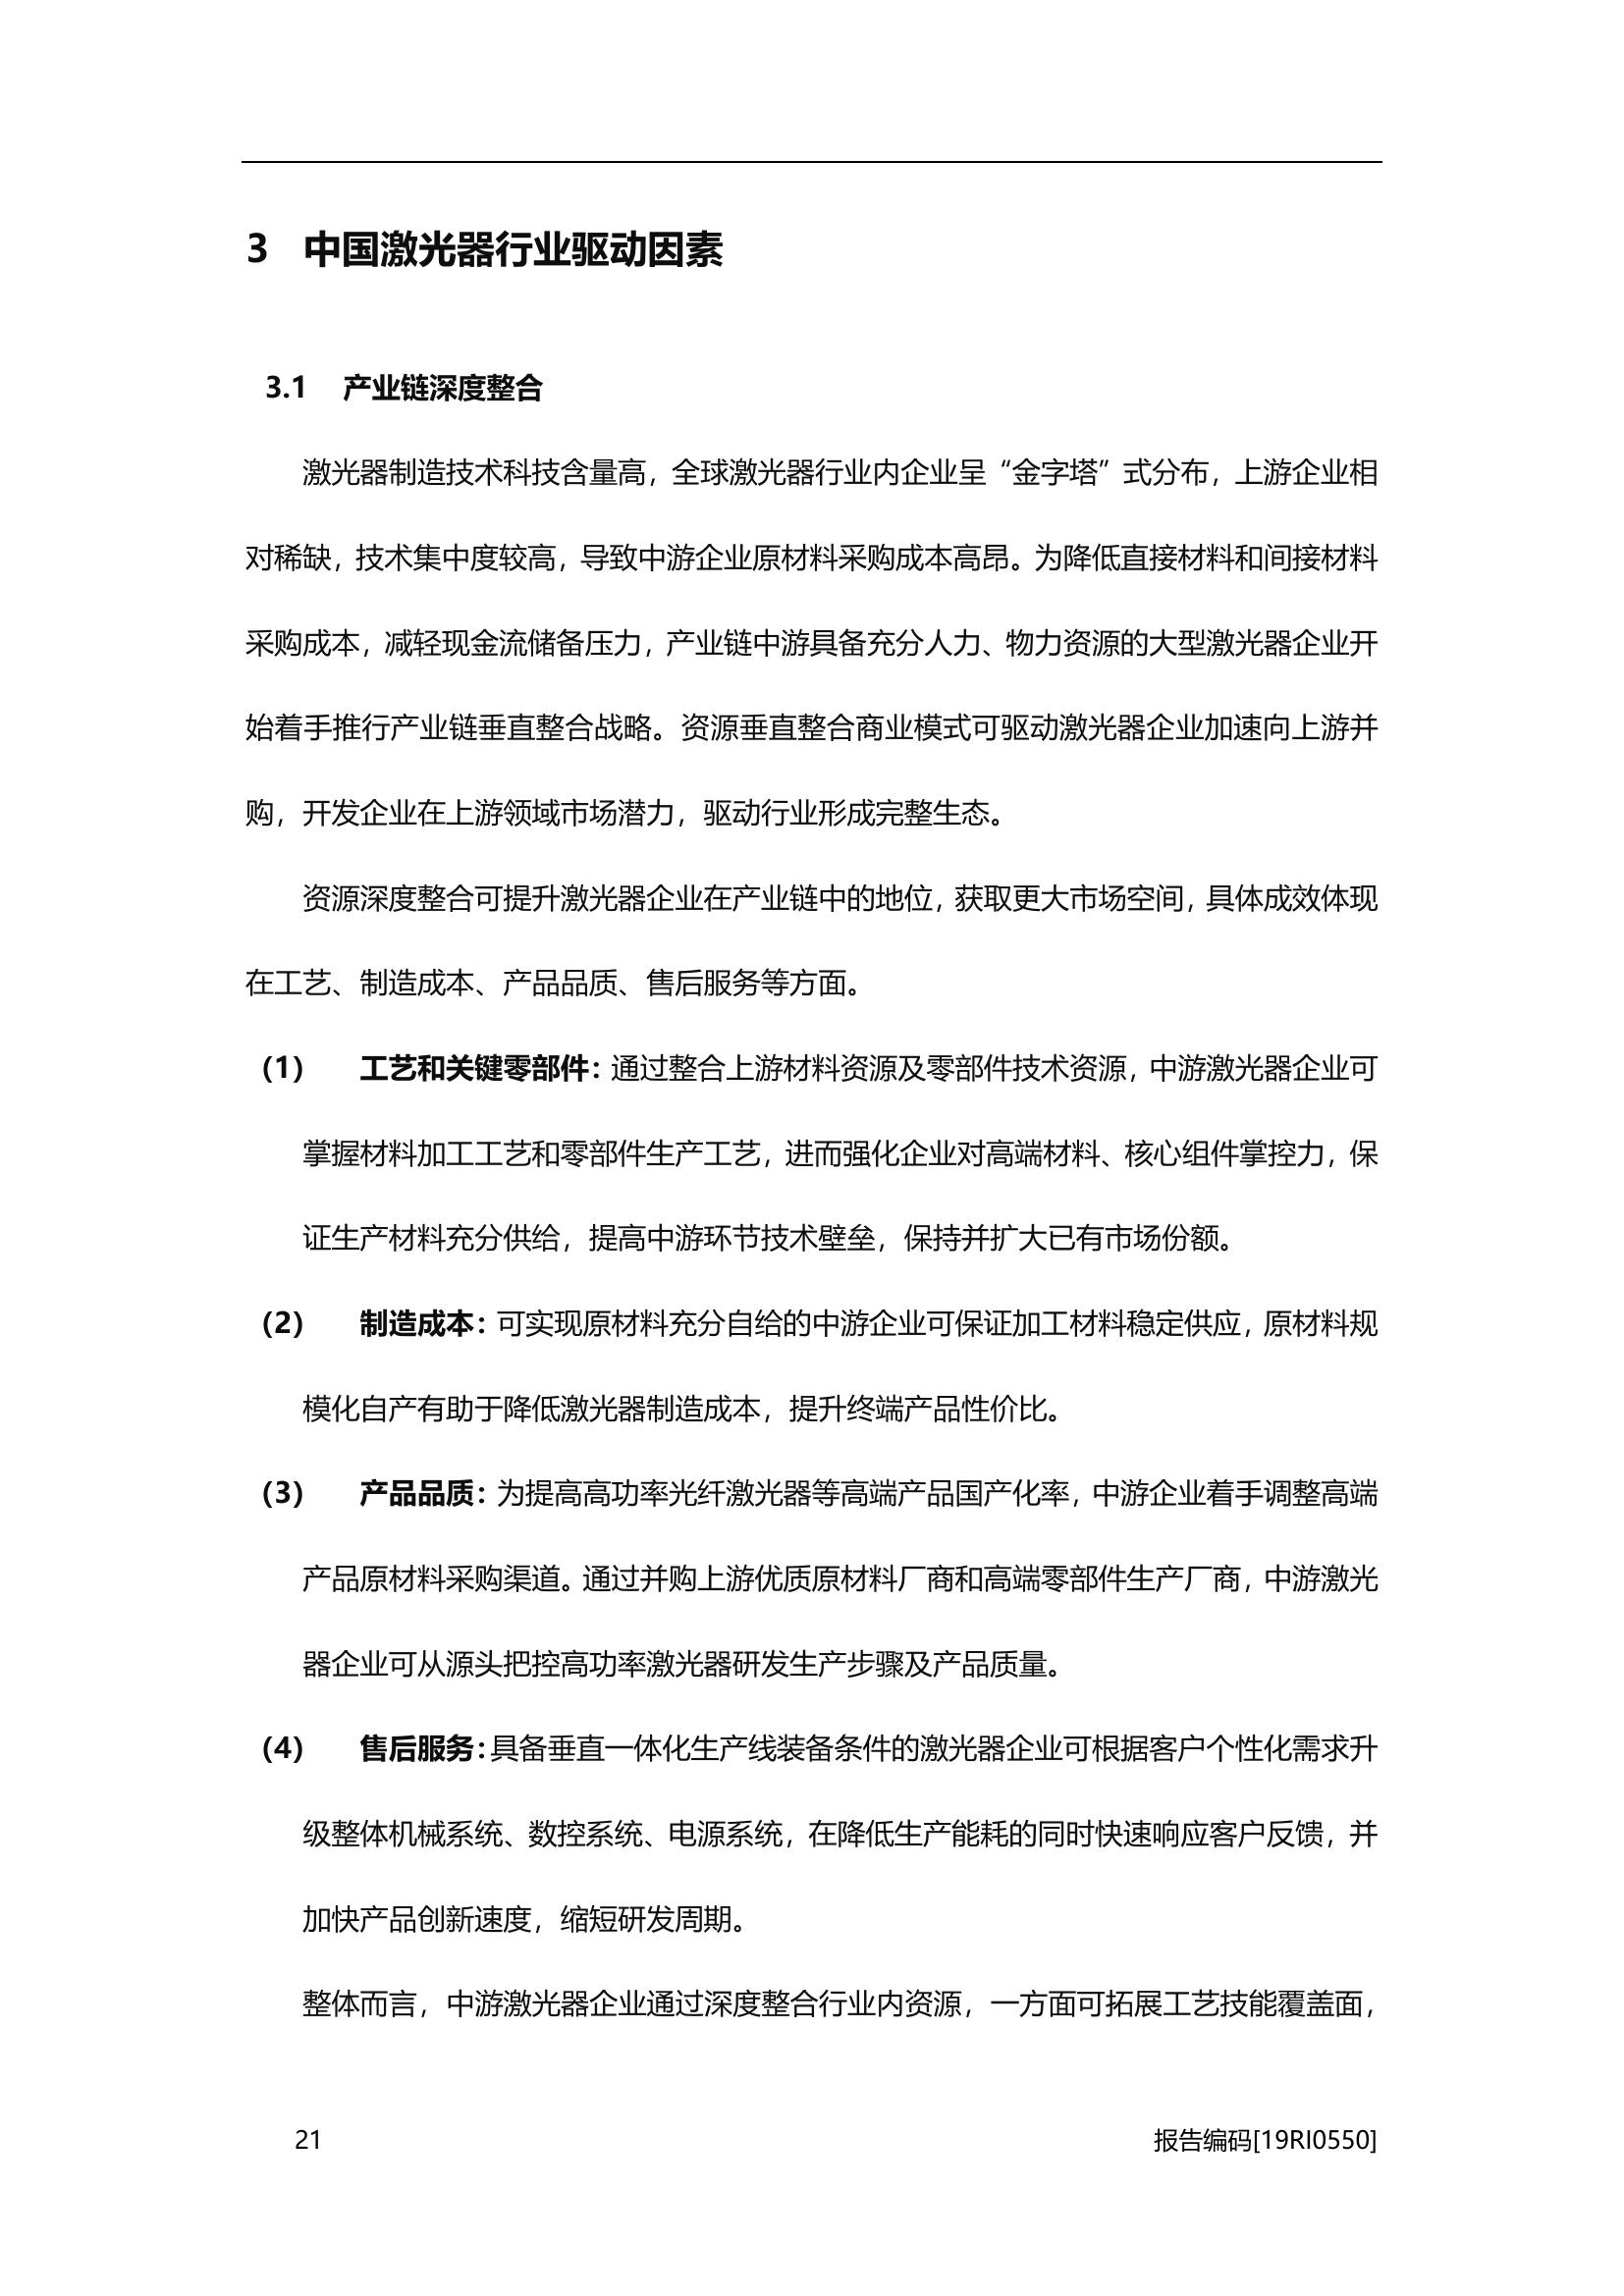 3 中国激光器行业驱动因素
3.1 产业链深度整合
激光器制造技术科技含量高，全球激光器行业内企业呈“金字塔”式分布，上游企业相
对稀缺，技术集中度较高，导致中游企业原材料采购成本高昂。为降低直接材料和间接材料
采购成本，减轻现金流储备压力，产业链中游具备充分人力、物力资源的大型激光器企业开
始着手推行产业链垂直整合战略。资源垂直整合商业模式可驱动激光器企业加速向上游并
购，开发企业在上游领域市场潜力，驱动行业形成完整生态。
资源深度整合可提升激光器企业在产业链中的地位，获取更大市场空间，具体成效体现
在工艺、制造成本、产品品质、售后服务等方面。
（1） 工艺和关键零部件：通过整合上游材料资源及零部件技术资源，中游激光器企业可
掌握材料加工工艺和零部件生产工艺，进而强化企业对高端材料、核心组件掌控力，保
证生产材料充分供给，提高中游环节技术壁垒，保持并扩大已有市场份额。
（2） 制造成本：可实现原材料充分自给的中游企业可保证加工材料稳定供应，原材料规
模化自产有助于降低激光器制造成本，提升终端产品性价比。
（3） 产品品质：为提高高功率光纤激光器等高端产品国产化率，中游企业着手调整高端
产品原材料采购渠道。通过并购上游优质原材料厂商和高端零部件生产厂商，中游激光
器企业可从源头把控高功率激光器研发生产步骤及产品质量。
（4） 售后服务：具备垂直一体化生产线装备条件的激光器企业可根据客户个性化需求升
级整体机械系统、数控系统、电源系统，在降低生产能耗的同时快速响应客户反馈，并
加快产品创新速度，缩短研发周期。
整体而言，中游激光器企业通过深度整合行业内资源，一方面可拓展工艺技能覆盖面，
21 报告编码[19RI0550]